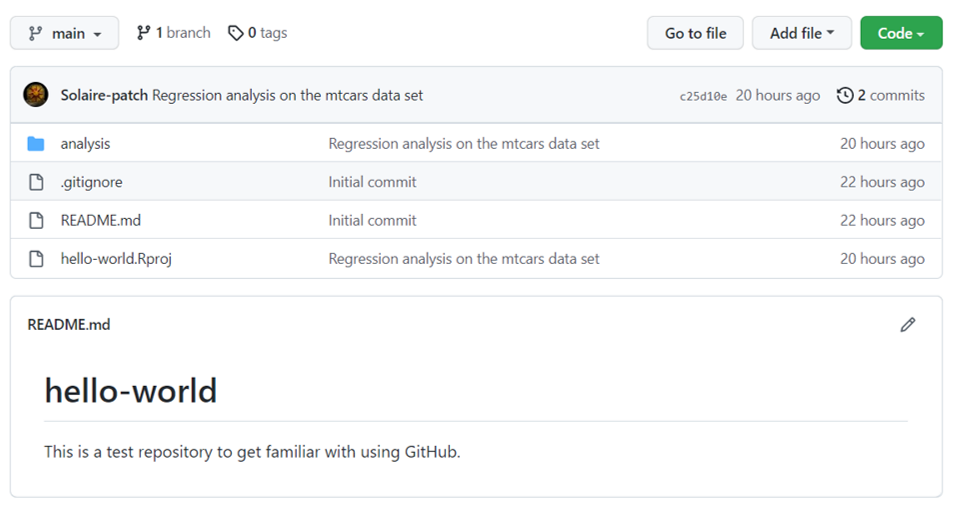 main 1 branch 0 tags Go to file Add file Code
Solaire-patch Regression analysis on the mtcars data set c25d10e 20 hours ago 2 commits
analysis Regression analysis on the mtcars data set 20 hours ago
.gitignore Initial commit 22 hours ago
README.md Initial commit 22 hours ago
hello-world.Rproj Regression analysis on the mtcars data set 20 hours ago
README.md
hello-world
This is a test repository to get familiar with using GitHub.